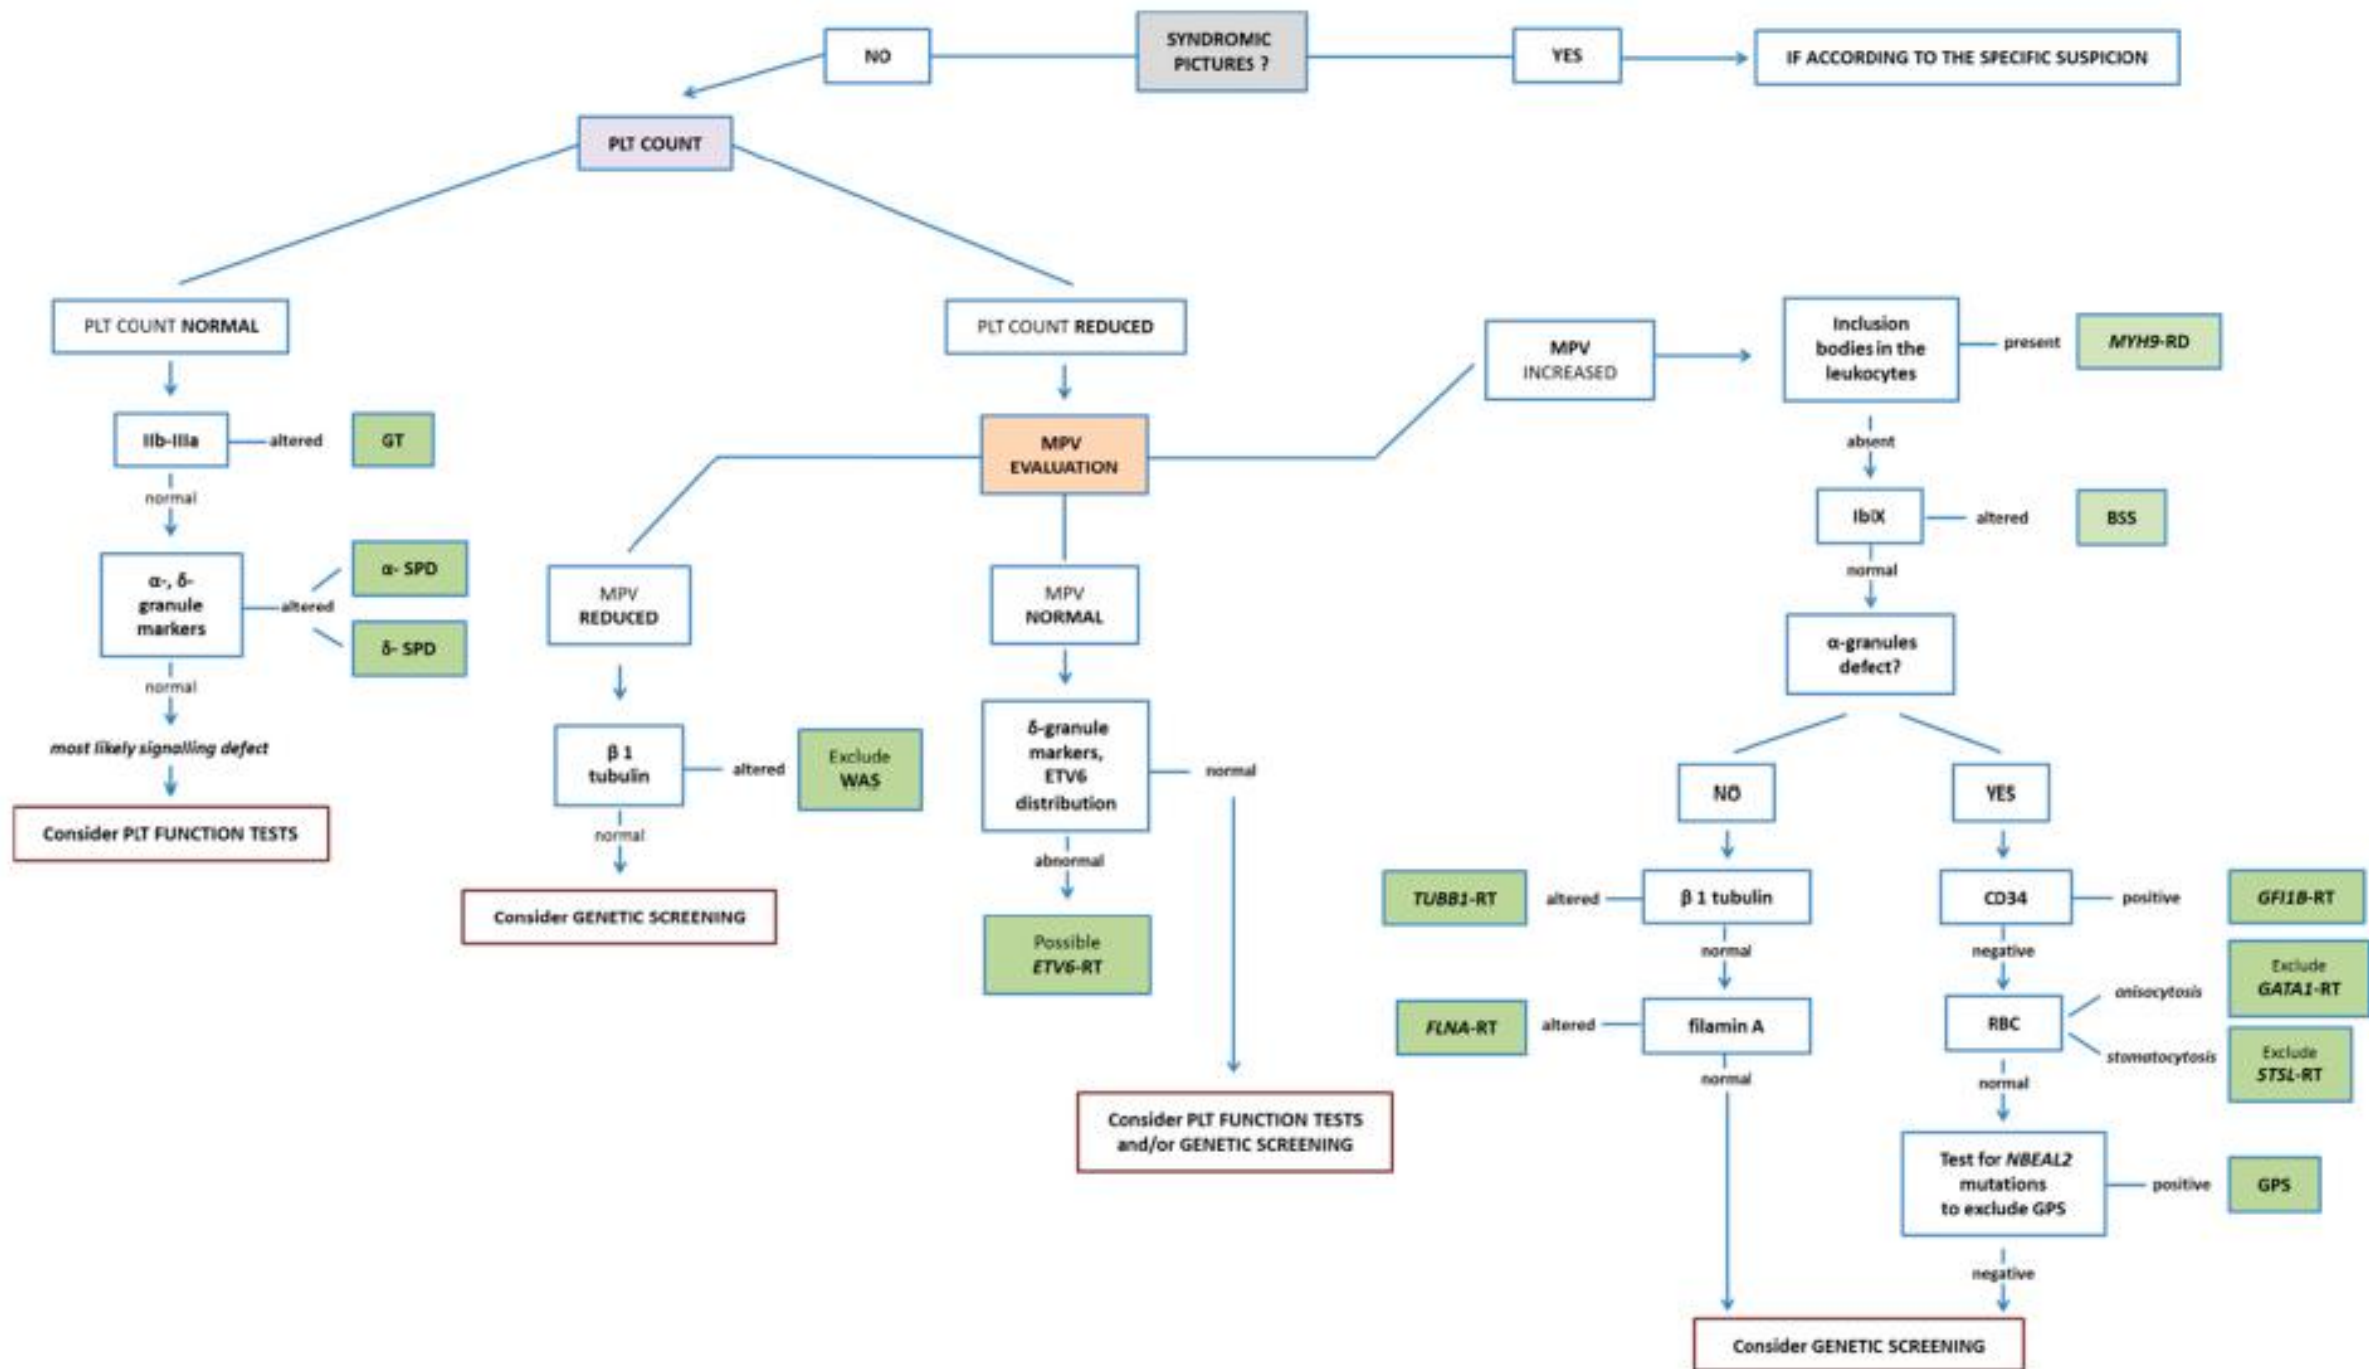 SYNDROMIC
PICTURES ?
NO
YES
IF ACCORDING TO THE SPECIFIC SUSPICION
PLT COUNT
PLT COUNT NORMAL
PLT COUNT REDUCED
IIb-IIIa
altered
GT
normal
α-, δ-
granule
markers
altered
α- SPD
δ- SPD
normal
most likely signalling defect
Consider PLT FUNCTION TESTS
MPV
EVALUATION
MPV
REDUCED
β 1
tubulin
altered
Exclude
WAS
normal
Consider GENETIC SCREENING
MPV
NORMAL
δ-granule
markers,
ETV6
distribution
normal
abnormal
Possible
ETV6-RT
Consider PLT FUNCTION TESTS
and/or GENETIC SCREENING
MPV
INCREASED
Inclusion
bodies in the
leukocytes
present
MYH9-RD
absent
IbIX
altered
BSS
normal
α-granules
defect?
NO
YES
β 1 tubulin
altered
TUBB1-RT
normal
filamin A
altered
FLNA-RT
normal
CD34
positive
GFI1B-RT
negative
RBC
anisocytosis
Exclude
GATA1-RT
stomatocytosis
Exclude
STSL-RT
normal
Test for NBEAL2
mutations
to exclude GPS
positive
GPS
negative
Consider GENETIC SCREENING